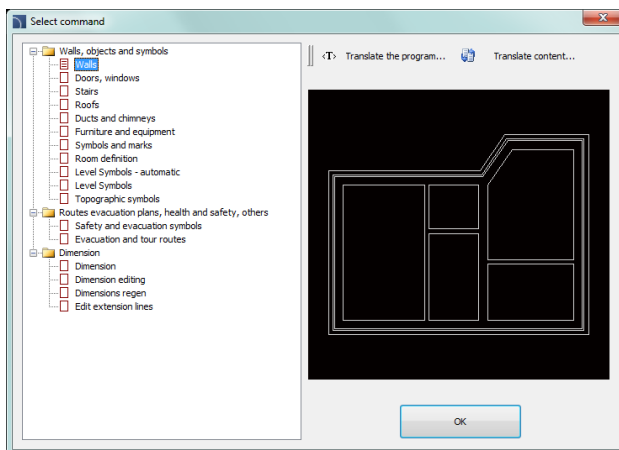 Select command
Walls, objects and symbols
Walls
Doors, windows
Stairs
Roofs
Ducts and chimneys
Furniture and equipment
Symbols and marks
Room definition
Level Symbols - automatic
Level Symbols
Topographic symbols
Routes evacuation plans, health and safety, others
Safety and evacuation symbols
Evacuation and tour routes
Dimension
Dimension
Dimension editing
Dimensions regen
Edit extension lines
<T> Translate the program... Translate content...
OK